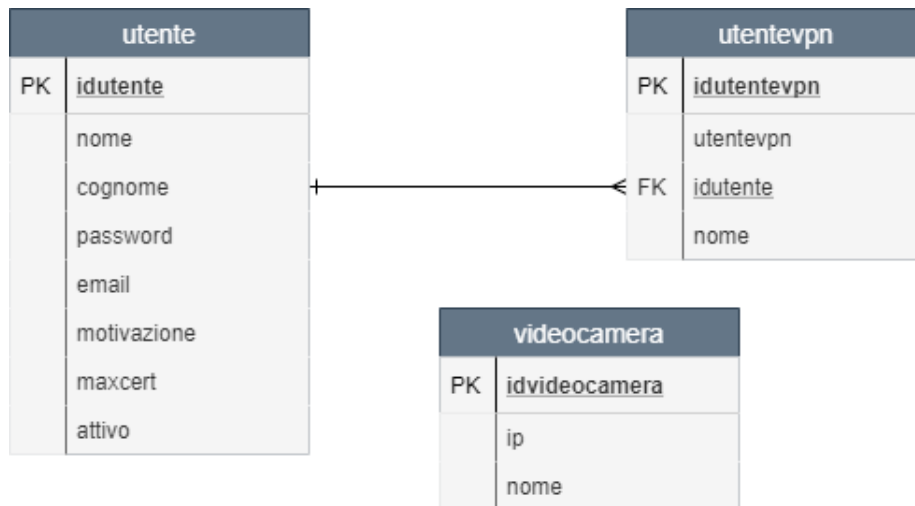 utente
PK idutente
nome
cognome
password
email
motivazione
maxcert
attivo
utentevpn
PK idutentevpn
utentevpn
FK idutente
nome
videocamera
PK idvideocamera
ip
nome